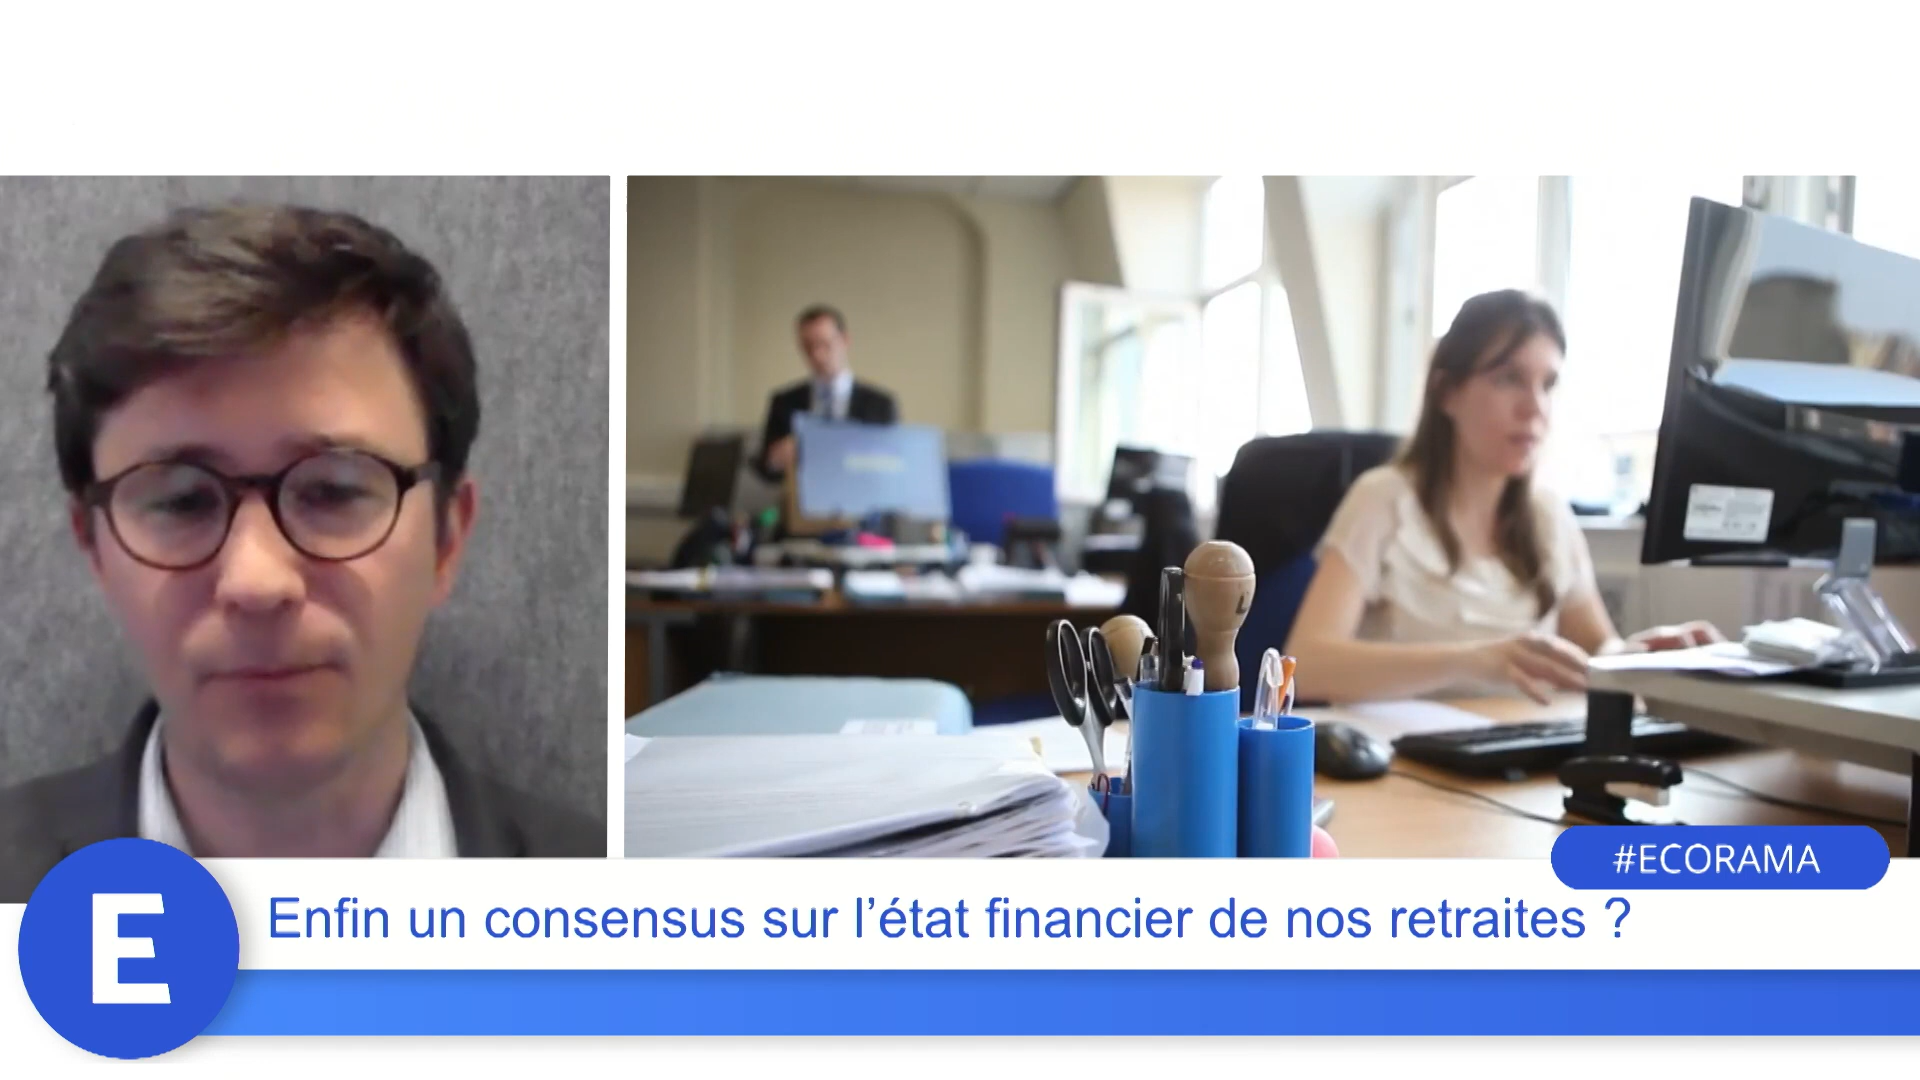 #ECORAMA
E
Enfin un consensus sur l’état financier de nos retraites ?